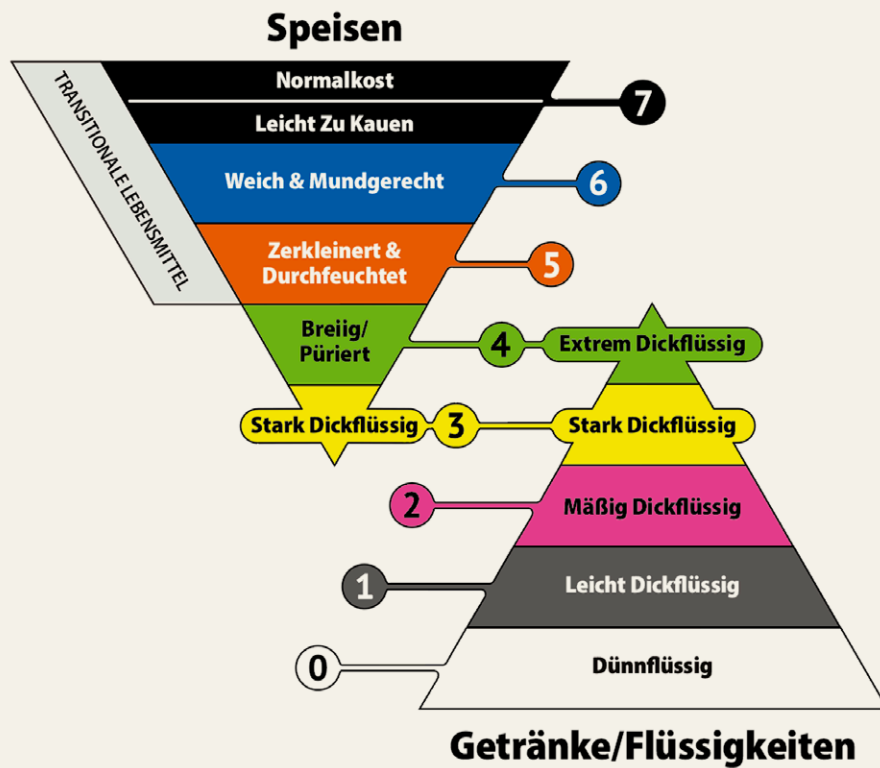 Speisen
TRANSITIONALE LEBENSMITTEL
Normalkost
7
Leicht Zu Kauen
Weich & Mundgerecht
6
Zerkleinert &
Durchfeuchtet
5
Breiig/
Püriert
4
Extrem Dickflüssig
Stark Dickflüssig
3
Stark Dickflüssig
2
Mäßig Dickflüssig
1
Leicht Dickflüssig
0
Dünnflüssig
Getränke/Flüssigkeiten